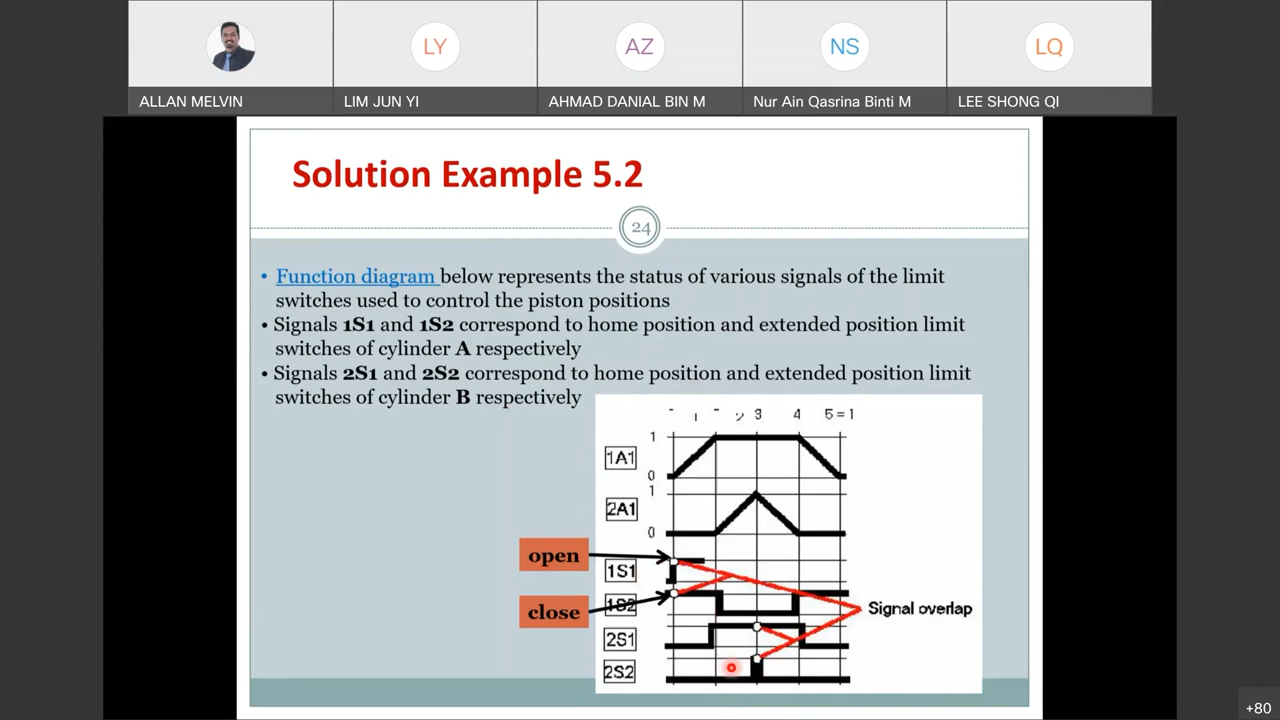 LY
AZ
NS
LQ
ALLAN MELVIN
LIM JUN YI
AHMAD DANIAL BIN M
Nur Ain Qasrina Binti M
LEE SHONG QI
Solution Example 5.2
24
• Function diagram below represents the status of various signals of the limit
switches used to control the piston positions
• Signals 1S1 and 1S2 correspond to home position and extended position limit
switches of cylinder A respectively
• Signals 2S1 and 2S2 correspond to home position and extended position limit
switches of cylinder B respectively
3 4 5=1
1
1A1
0
1
2A1
0
open
1S1
close
1S2
Signal overlap
2S1
2S2
+80